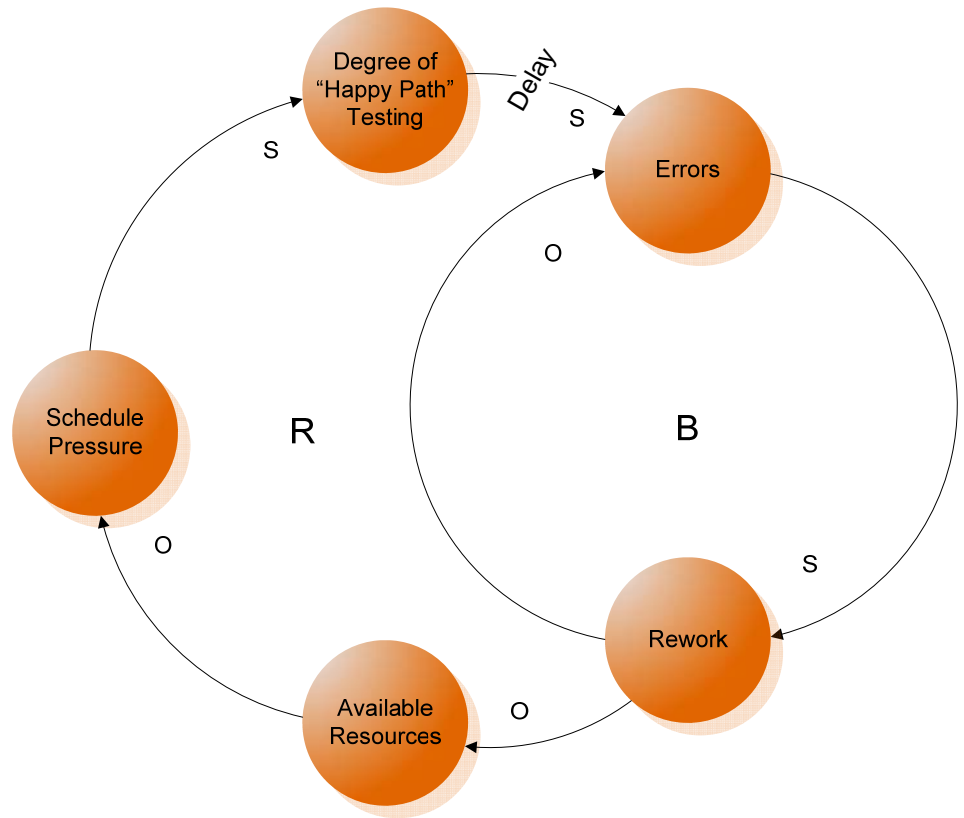 Degree of
“Happy Path”
Testing
Delay
S
Errors
S
O
Schedule
Pressure
R
B
O
S
Rework
Available
Resources
O